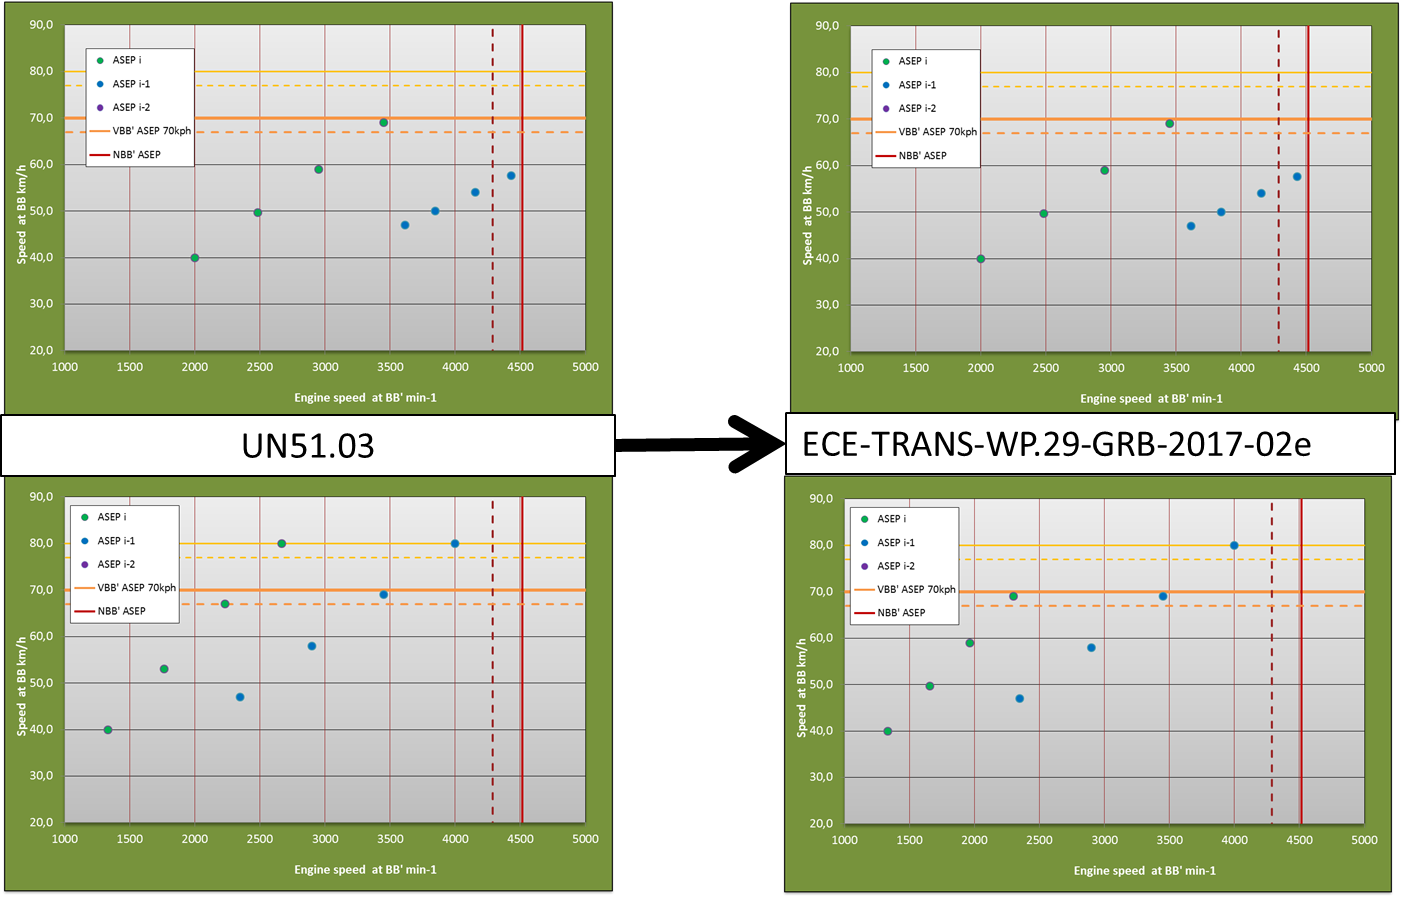 90,0
80,0
70,0
60,0
50,0
40,0
30,0
20,0
Speed at BB km/h
ASEP i
ASEP i-1
ASEP i-2
VBB' ASEP 70kph
NBB' ASEP
1000 1500 2000 2500 3000 3500 4000 4500 5000
Engine speed at BB' min-1
90,0
80,0
70,0
60,0
50,0
40,0
30,0
20,0
Speed at BB km/h
ASEP i
ASEP i-1
ASEP i-2
VBB' ASEP 70kph
NBB' ASEP
1000 1500 2000 2500 3000 3500 4000 4500 5000
Engine speed at BB' min-1
UN51.03
ECE-TRANS-WP.29-GRB-2017-02e
90,0
80,0
70,0
60,0
50,0
40,0
30,0
20,0
Speed at BB km/h
ASEP i
ASEP i-1
ASEP i-2
VBB' ASEP 70kph
NBB' ASEP
1000 1500 2000 2500 3000 3500 4000 4500 5000
Engine speed at BB' min-1
90,0
80,0
70,0
60,0
50,0
40,0
30,0
20,0
Speed at BB km/h
ASEP i
ASEP i-1
ASEP i-2
VBB' ASEP 70kph
NBB' ASEP
1000 1500 2000 2500 3000 3500 4000 4500 5000
Engine speed at BB' min-1